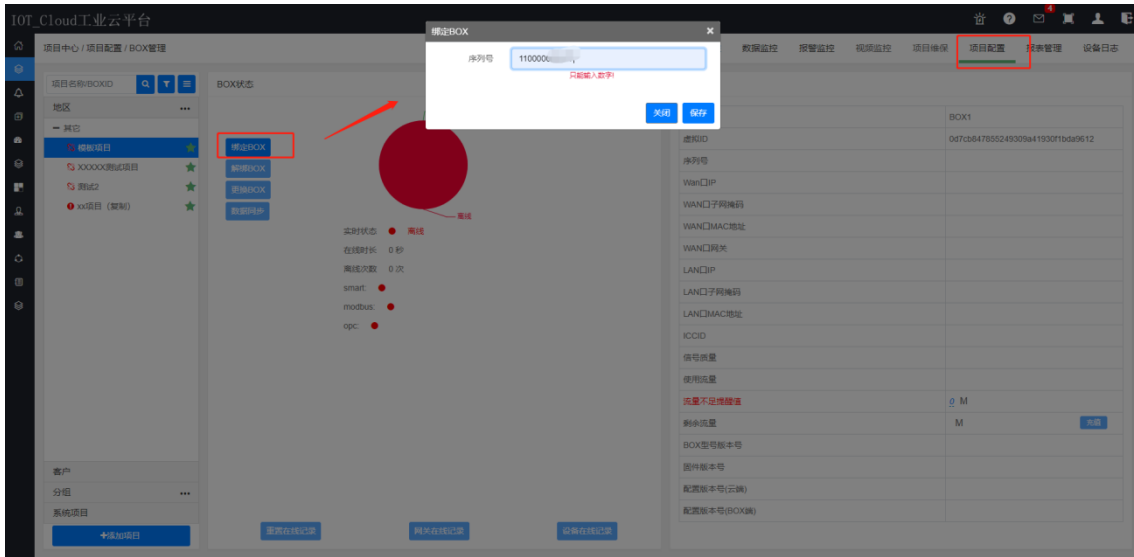 IOT_Cloud工业云平台
4
项目中心 / 项目配置 / BOX管理
数据监控 报警监控 视频监控 项目维保 项目配置 报表管理 设备日志
绑定BOX ×
序列号 110000
只能输入数字!
关闭 保存
项目名称/BOXID
地区
其它
模板项目
XXXXX测试项目
测试2
xx项目（复制）
客户
分组
系统项目
+添加项目
BOX状态
绑定BOX
解绑BOX
更换BOX
数据同步
离线
实时状态 离线
在线时长 0 秒
离线次数 0 次
smart:
modbus:
opc:
重置在线记录 网关在线记录 设备在线记录
BOX1
虚拟ID 0d7cb847855249309a41930f1bda9612
序列号
Wan口IP
WAN口子网掩码
WAN口MAC地址
WAN口网关
LAN口IP
LAN口子网掩码
LAN口MAC地址
ICCID
信号质量
使用流量
流量不足提醒值 0 M
剩余流量 M 充值
BOX型号版本号
固件版本号
配置版本号(云端)
配置版本号(BOX端)